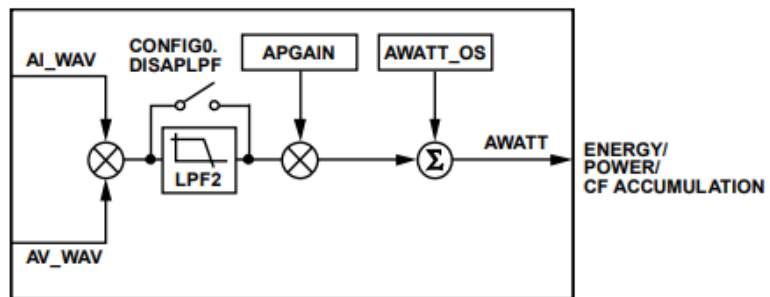 CONFIG0.
DISAPLPF
APGAIN
AWATT_OS
AI_WAV
LPF2
Σ
AWATT
ENERGY/
POWER/
CF ACCUMULATION
AV_WAV